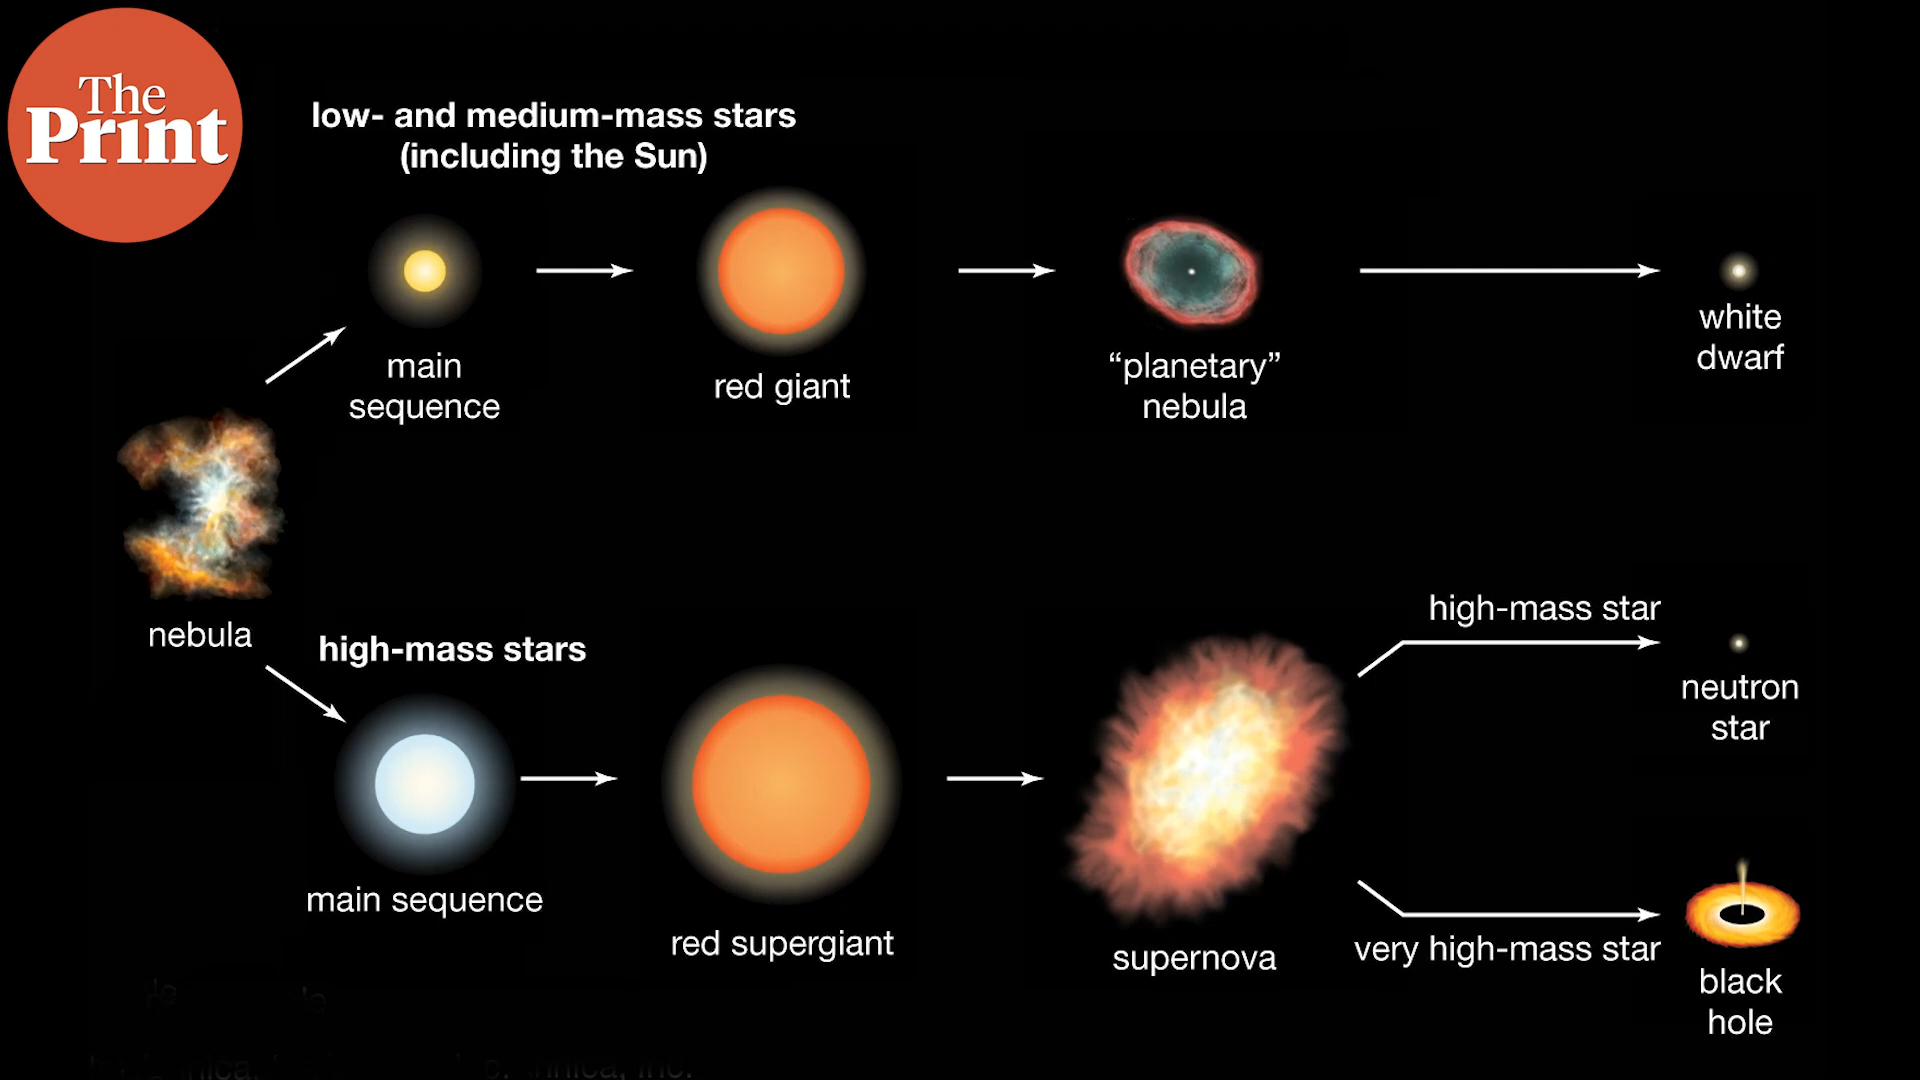 The
Print
low- and medium-mass stars
(including the Sun)
main
sequence
red giant
“planetary”
nebula
white
dwarf
nebula
high-mass stars
main sequence
red supergiant
supernova
high-mass star
neutron
star
very high-mass star
black
hole